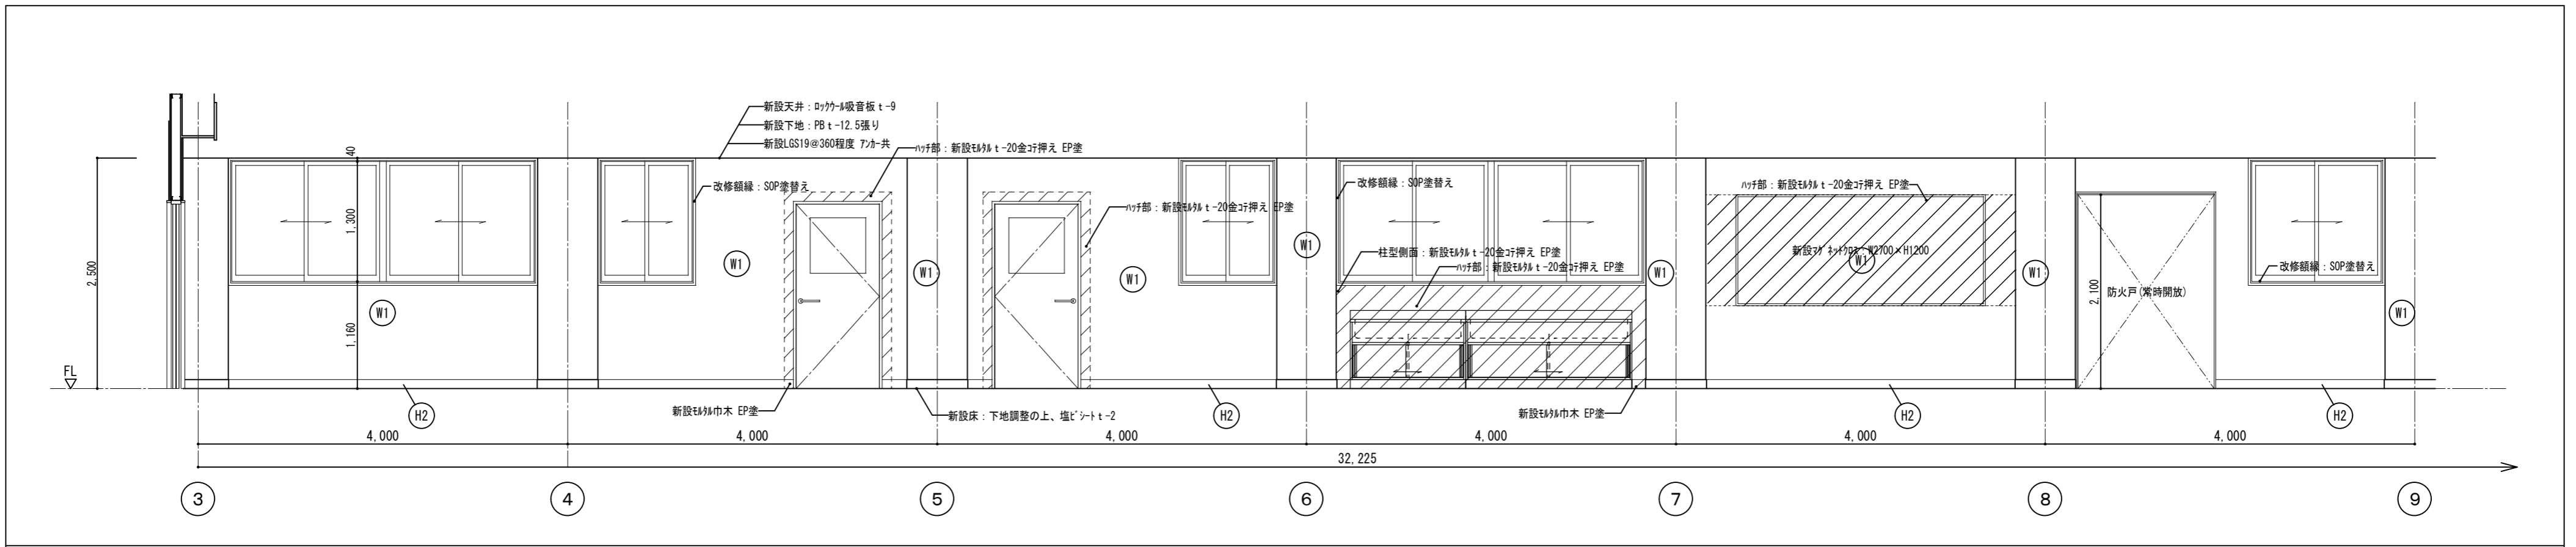 新設天井：ロックウール吸音板ｔ-9
新設下地：PBｔ-12.5張り
新設LGS19@360程度 アンカー共
ハッチ部：新設モルタルｔ-20金コテ押え EP塗
改修額縁：SOP塗替え
ハッチ部：新設モルタルｔ-20金コテ押え EP塗
改修額縁：SOP塗替え
柱型側面：新設モルタルｔ-20金コテ押え EP塗
ハッチ部：新設モルタルｔ-20金コテ押え EP塗
ハッチ部：新設モルタルｔ-20金コテ押え EP塗
新設マグネットクロス：W2700×H1200
防火戸(常時開放)
改修額縁：SOP塗替え
40
1,300
1,160
2,500
2,100
FL
W1
W1
W1
W1
W1
W1
W1
W1
W1
H2
H2
H2
H2
新設モルタル巾木 EP塗
新設床：下地調整の上、塩ビシートｔ-2
新設モルタル巾木 EP塗
4,000
4,000
4,000
4,000
4,000
4,000
32,225
3
4
5
6
7
8
9